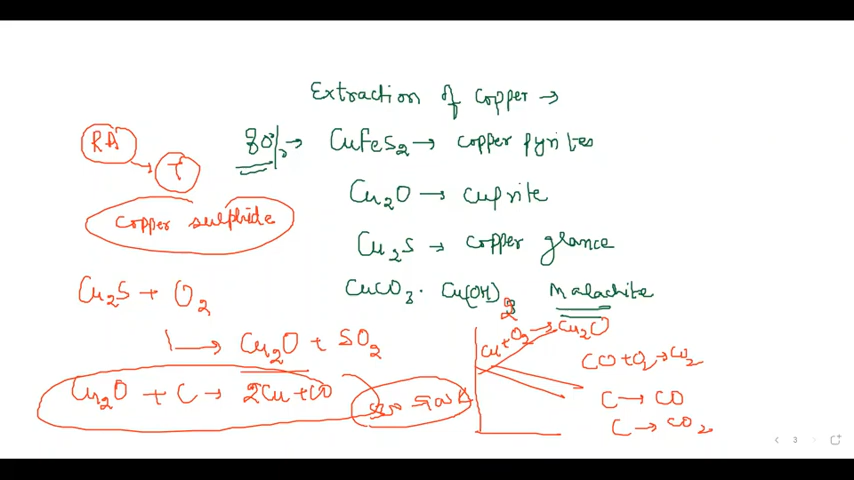 Extraction of copper →
80% → CuFeS2 → copper pyrites
Cu2O → cuprite
Cu2S → copper glance
CuCO3 · Cu(OH)2 Malachite
RA → T
copper sulphide
Cu2S + O2
→ Cu2O + SO2
Cu2O + C → 2Cu + CO
Cu + O2 → Cu2O
CO + O2 → CO2
C → CO
C → CO2
3